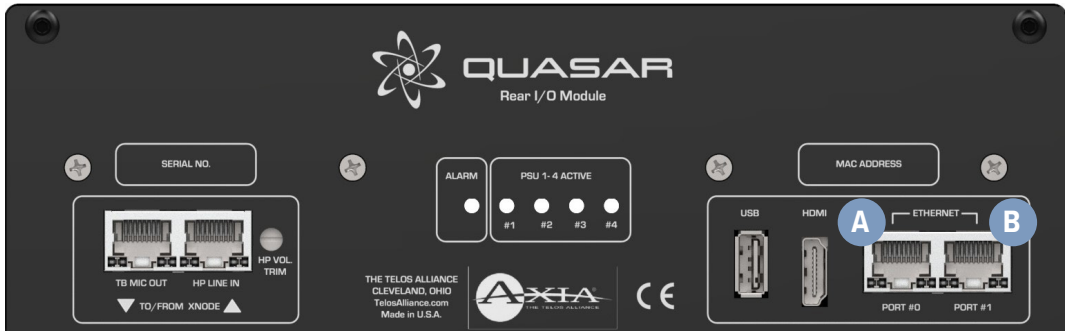 QUASAR
Rear I/O Module
SERIAL NO.
ALARM
PSU 1- 4 ACTIVE
#1 #2 #3 #4
MAC ADDRESS
TB MIC OUT
HP LINE IN
HP VOL.
TRIM
TO/FROM XNODE
THE TELOS ALLIANCE
CLEVELAND, OHIO
TelosAlliance.com
Made in U.S.A.
AXIA®
THE TELOS ALLIANCE
CE
USB
HDMI
A
ETHERNET
B
PORT #0
PORT #1